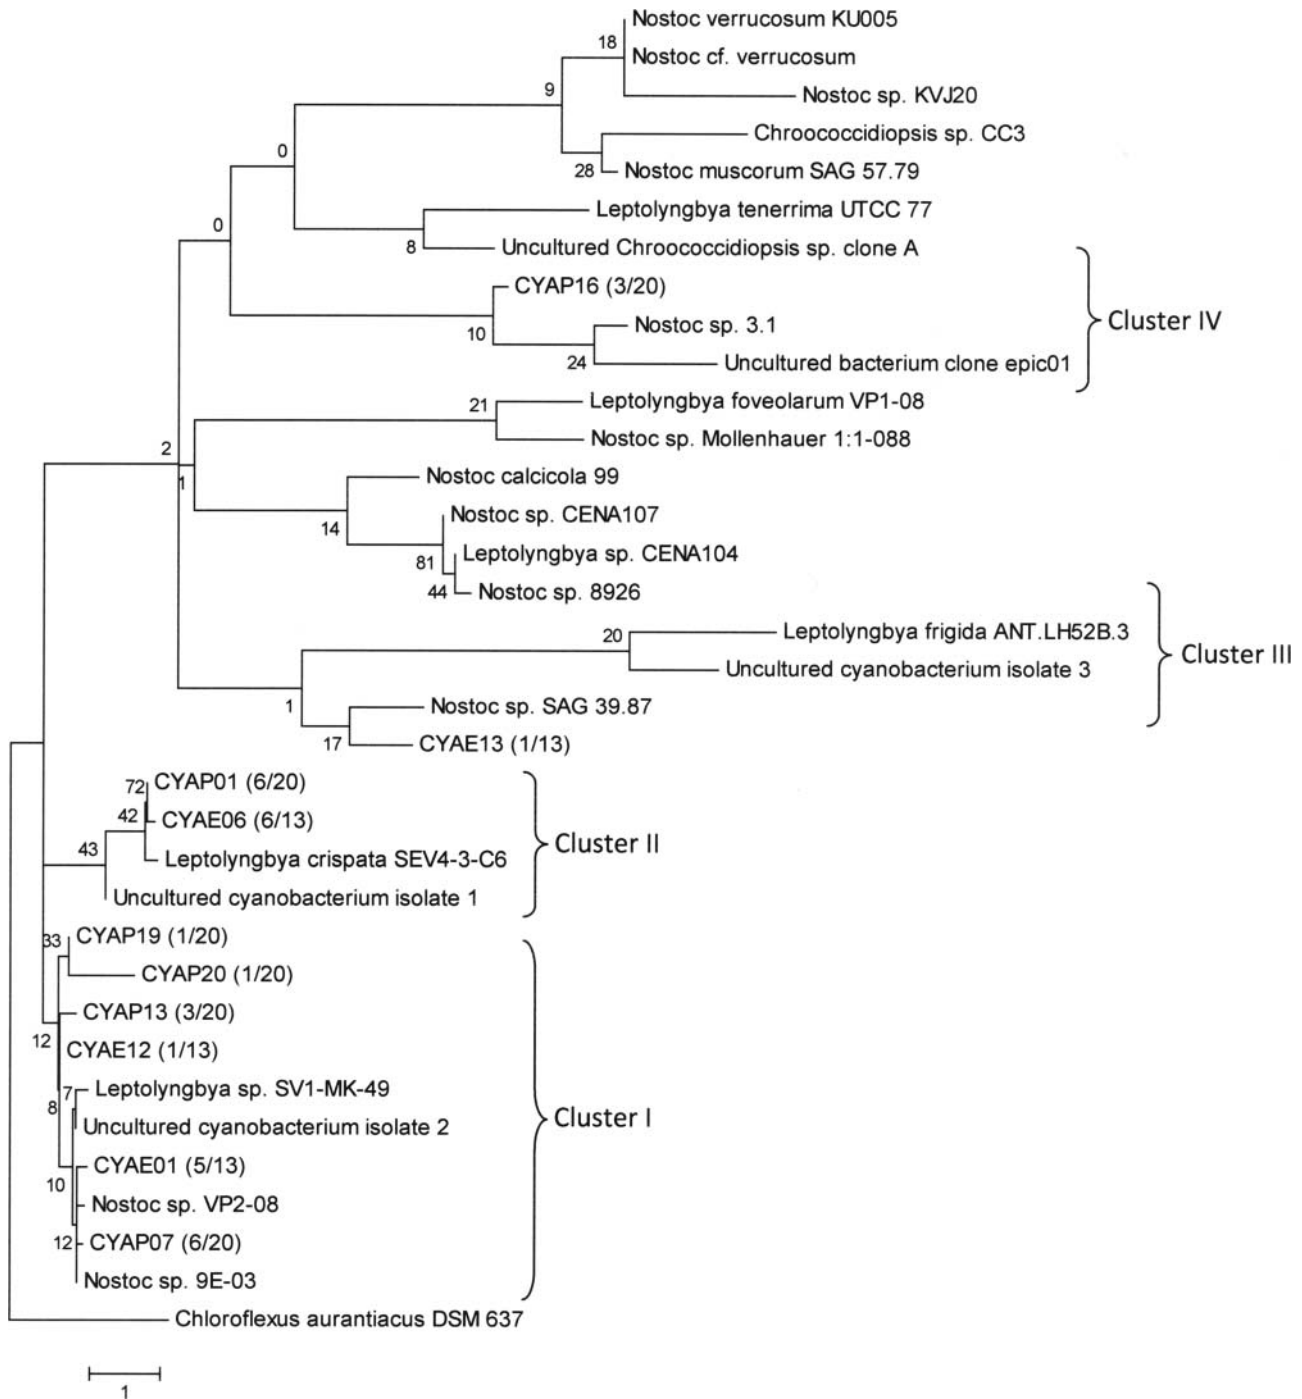 Nostoc verrucosum KU005
18
Nostoc cf. verrucosum
9
Nostoc sp. KVJ20
Chroococcidiopsis sp. CC3
0
28
Nostoc muscorum SAG 57.79
Leptolyngbya tenerrima UTCC 77
0
8
Uncultured Chroococcidiopsis sp. clone A
CYAP16 (3/20)
10
Nostoc sp. 3.1
Cluster IV
24
Uncultured bacterium clone epic01
21
Leptolyngbya foveolarum VP1-08
Nostoc sp. Mollenhauer 1:1-088
2
1
Nostoc calcicola 99
14
Nostoc sp. CENA107
81
Leptolyngbya sp. CENA104
44
Nostoc sp. 8926
20
Leptolyngbya frigida ANT.LH52B.3
Cluster III
Uncultured cyanobacterium isolate 3
1
Nostoc sp. SAG 39.87
17
CYAE13 (1/13)
72
CYAP01 (6/20)
42
CYAE06 (6/13)
43
Cluster II
Leptolyngbya crispata SEV4-3-C6
Uncultured cyanobacterium isolate 1
33
CYAP19 (1/20)
CYAP20 (1/20)
CYAP13 (3/20)
12
CYAE12 (1/13)
7
Leptolyngbya sp. SV1-MK-49
8
Cluster I
Uncultured cyanobacterium isolate 2
CYAE01 (5/13)
10
Nostoc sp. VP2-08
12
CYAP07 (6/20)
Nostoc sp. 9E-03
Chloroflexus aurantiacus DSM 637
1